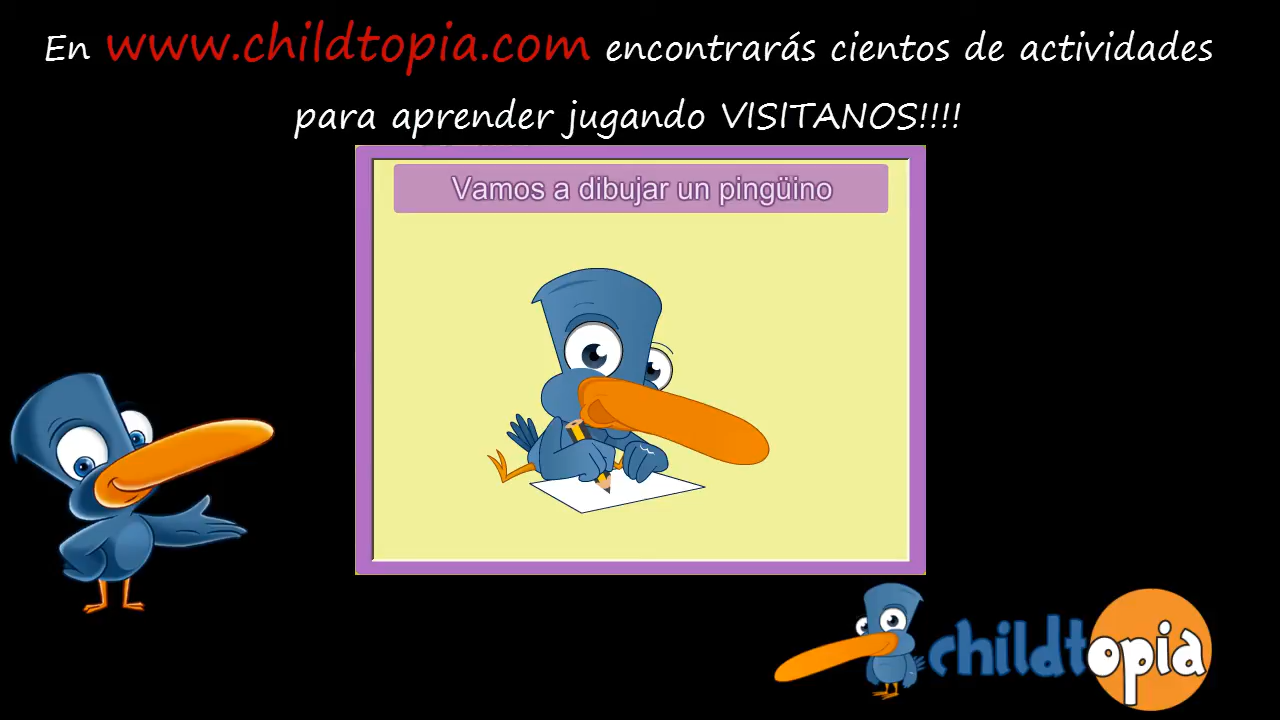 En www.childtopia.com encontrarás cientos de actividades
para aprender jugando VISITANOS!!!!
Vamos a dibujar un pingüino
childtopia